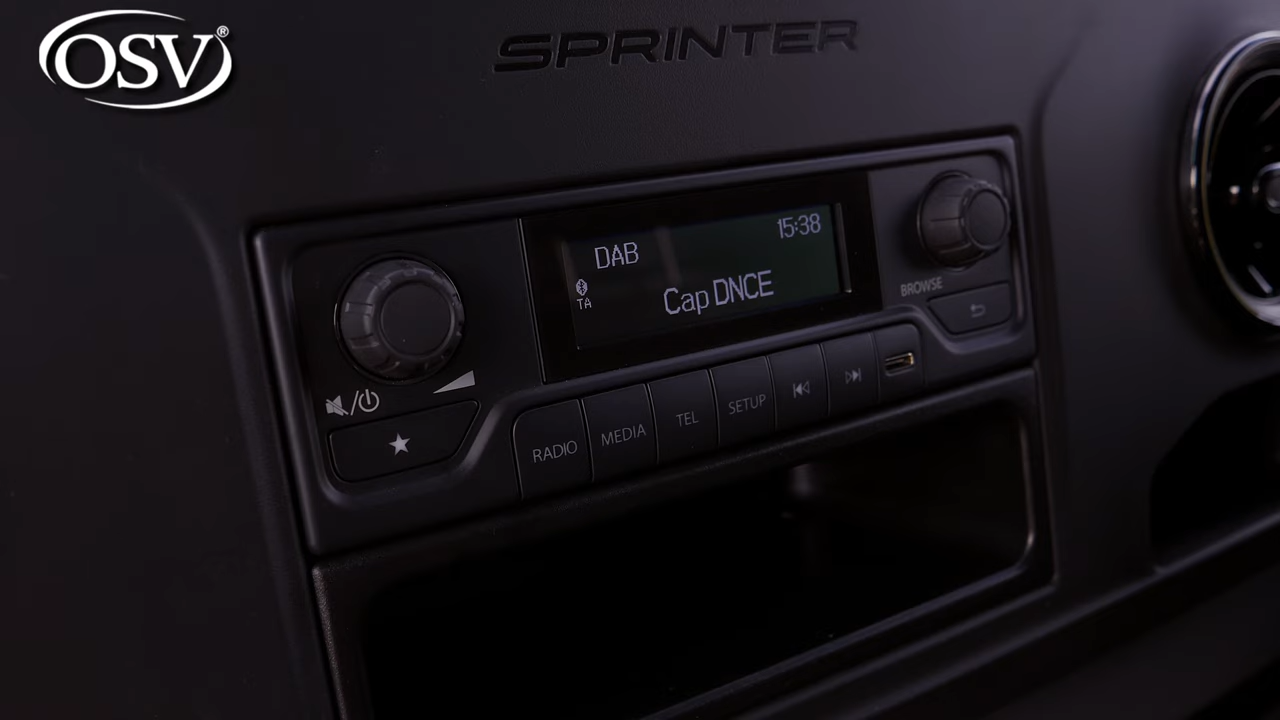 OSV®
SPRINTER
15:38
DAB
TA
Cap DNCE
BROWSE
RADIO
MEDIA
TEL
SETUP